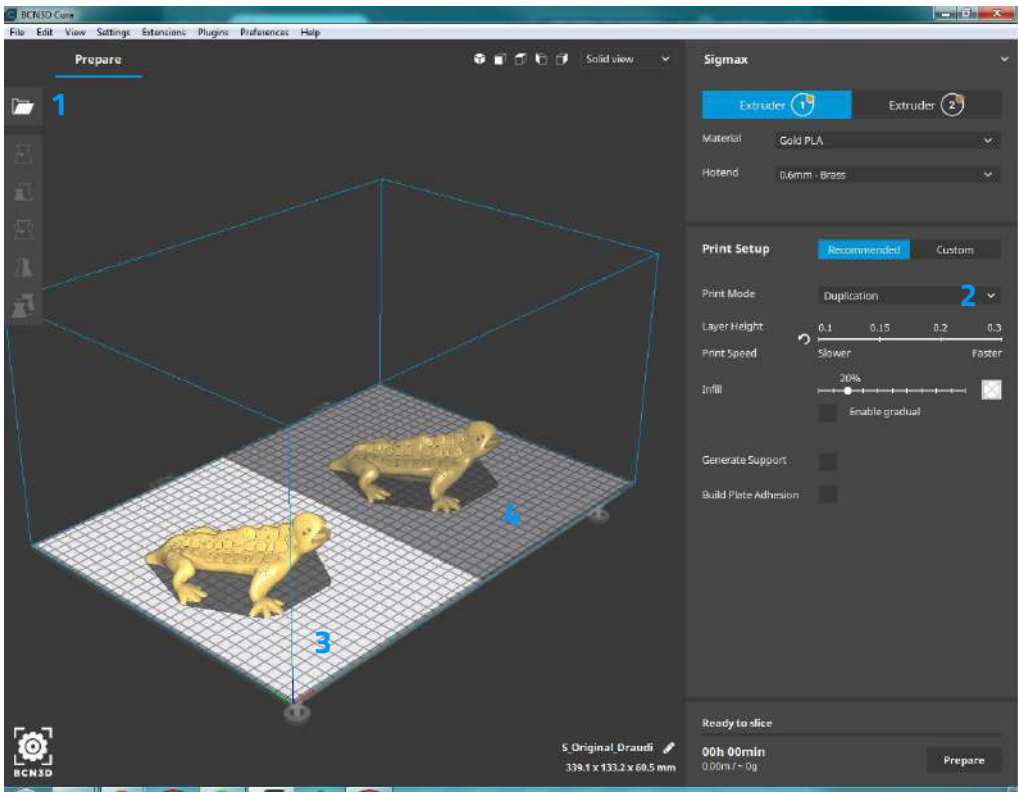 BCN3D Cura
File Edit View Settings Extensions Plugins Preferences Help
Prepare
Solid view
1
Sigmax
Extruder 1 Extruder 2
Material Gold PLA
Hotend 0.6mm - Brass
Print Setup Recommended Custom
Print Mode Duplication 2
Layer Height 0.1 0.15 0.2 0.3
Print Speed Slower Faster
20%
Infill
Enable gradual
Generate Support
Build Plate Adhesion
4
3
S_Original_Draudi
339.1 x 133.2 x 60.5 mm
BCN3D
Ready to slice
00h 00min
0.00m / ~ 0g
Prepare